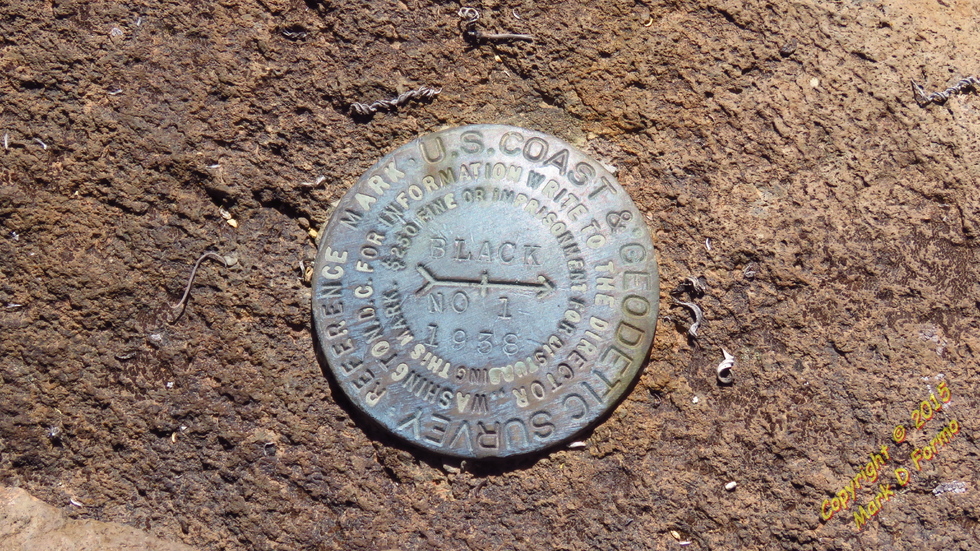 U.S. COAST & GEODETIC SURVEY. REFERENCE MARK.
FOR INFORMATION WRITE TO THE DIRECTOR.. WASHINGTON D.C.
$250 FINE OR IMPRISONMENT FOR DISTURBING THIS MARK.
BLACK
NO 1
1938
Copyright © 2015
Mark D Formo